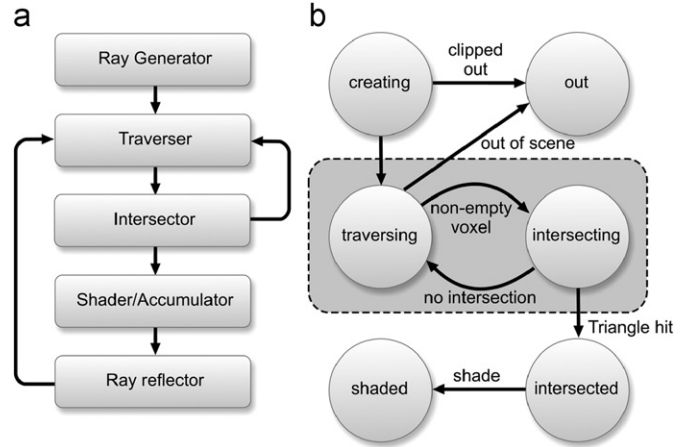 a
Ray Generator
Traverser
Intersector
Shader/Accumulator
Ray reflector
b
creating
clipped
out
out
out of scene
traversing
non-empty
voxel
intersecting
no intersection
Triangle hit
shaded
shade
intersected